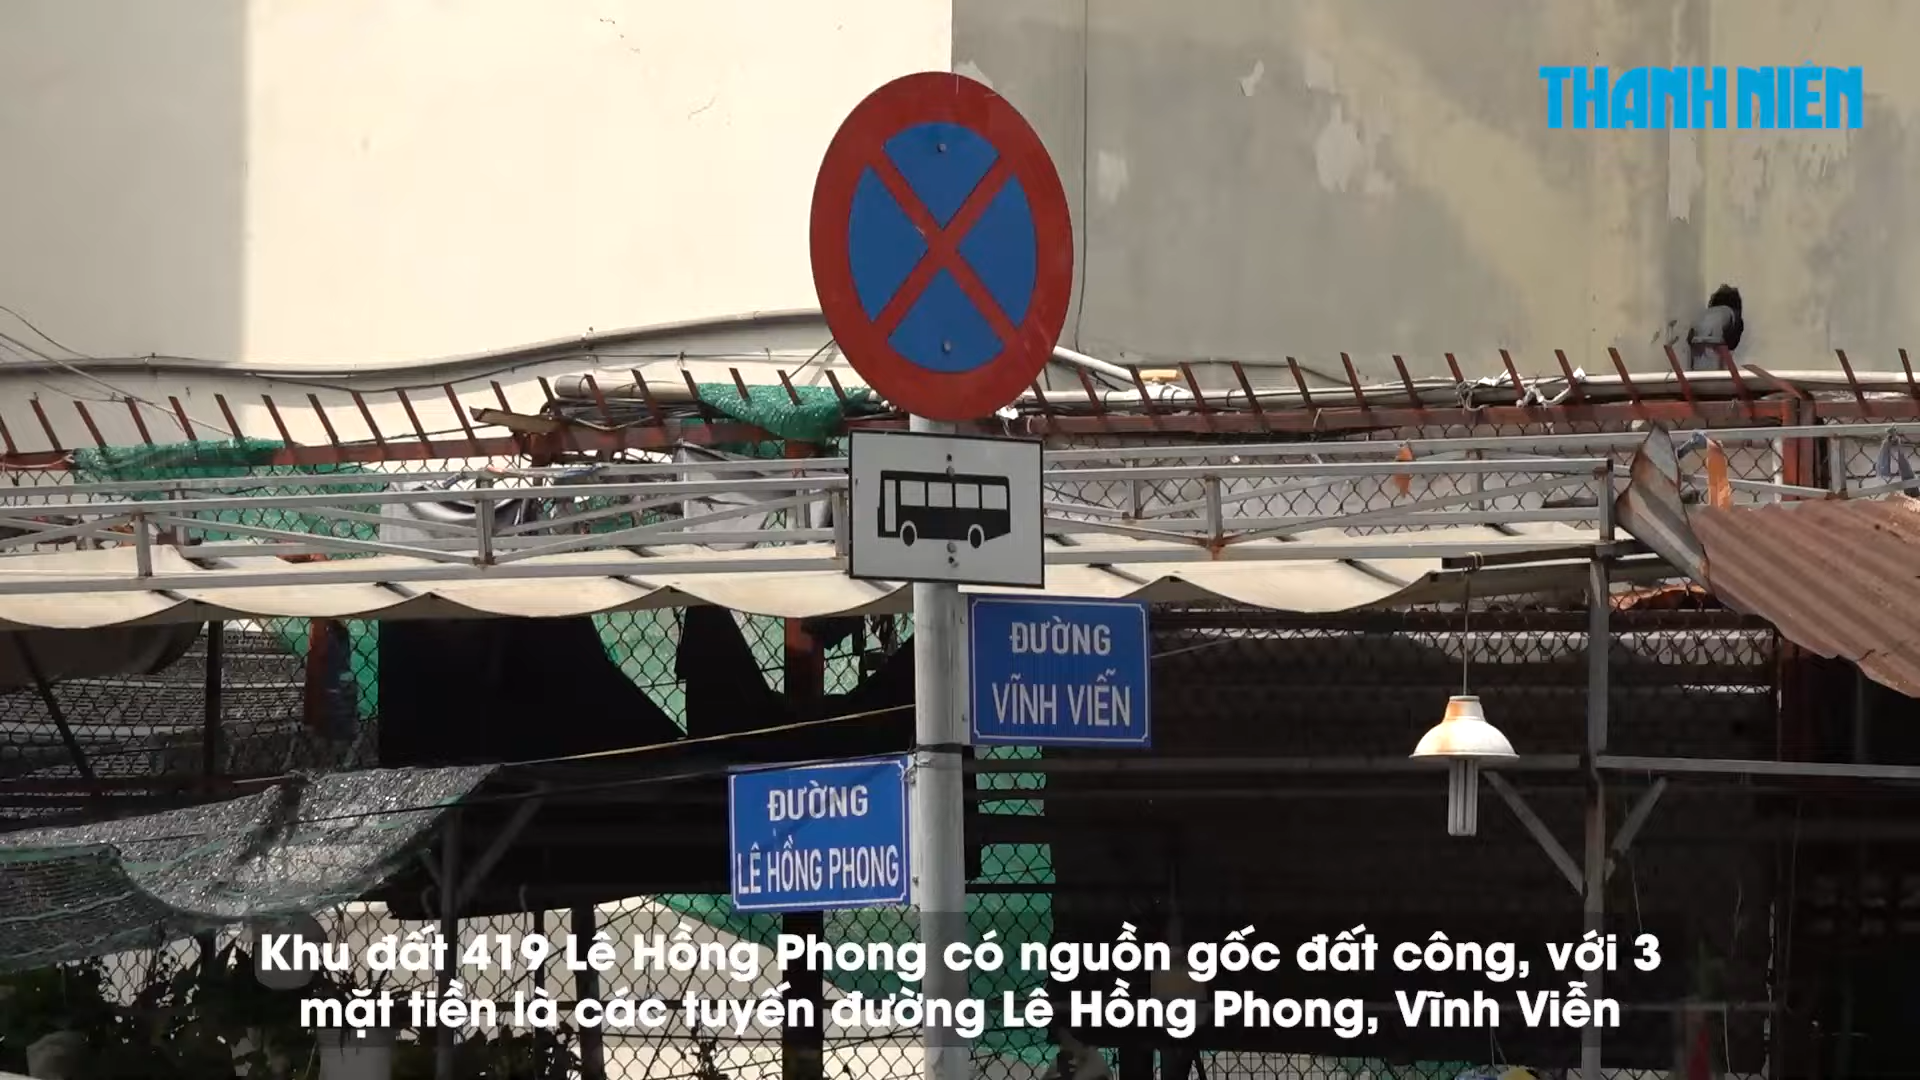 THANH NIÊN
ĐƯỜNG
VĨNH VIỄN
ĐƯỜNG
LÊ HỒNG PHONG
Khu đất 419 Lê Hồng Phong có nguồn gốc đất công, với 3
mặt tiền là các tuyến đường Lê Hồng Phong, Vĩnh Viễn